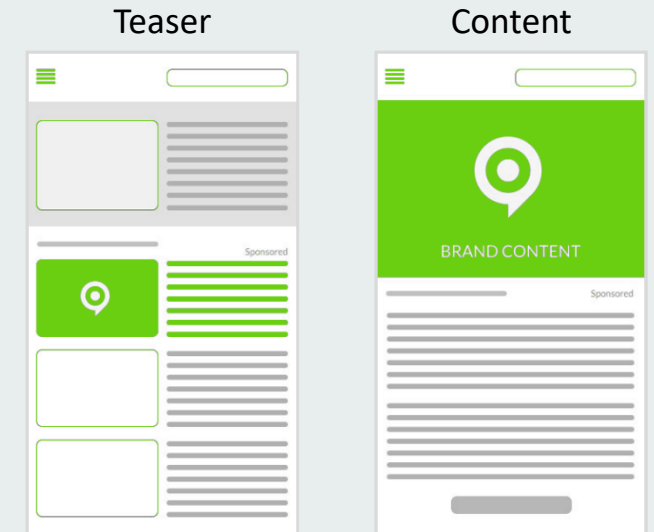 Teaser
Content
Sponsored
BRAND CONTENT
Sponsored